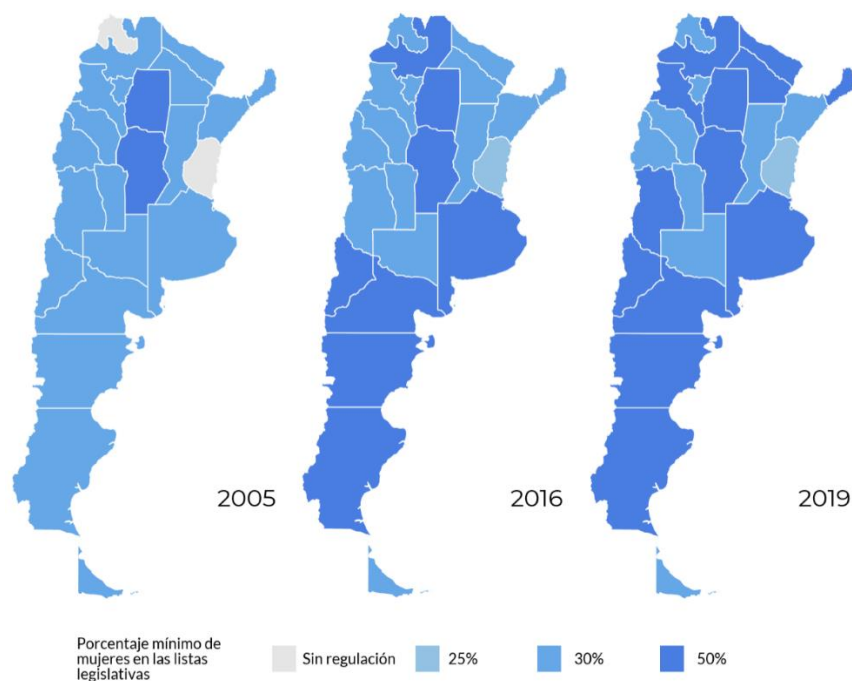 2005
2016
2019
Porcentaje mínimo de
mujeres en las listas
legislativas
Sin regulación
25%
30%
50%